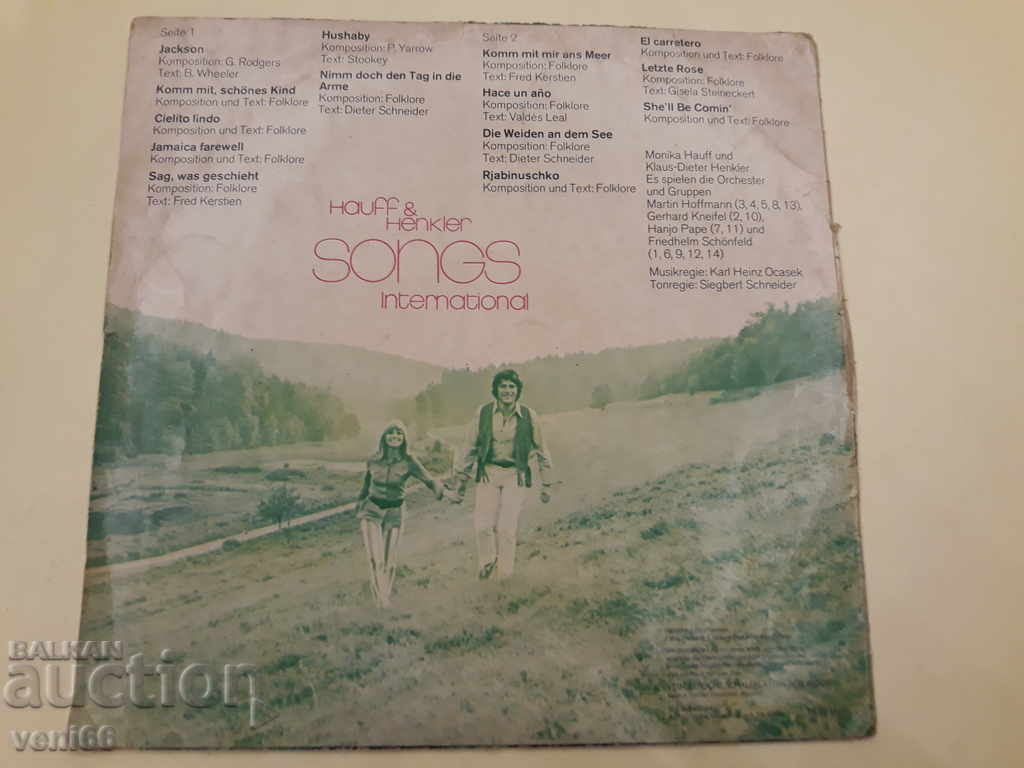 Seite 1
Jackson
Komposition: G. Rodgers
Text: B. Wheeler
Komm mit, schönes Kind
Komposition und Text: Folklore
Cielito lindo
Komposition und Text: Folklore
Jamaica farewell
Komposition und Text: Folklore
Sag, was geschieht
Komposition: Folklore
Text: Fred Kerstien
Hushaby
Komposition: P. Yarrow
Text: Stookey
Nimm doch den Tag in die
Arme
Komposition: Folklore
Text: Dieter Schneider
Seite 2
Komm mit mir ans Meer
Komposition: Folklore
Text: Fred Kerstien
Hace un año
Komposition: Folklore
Text: Valdés Leal
Die Weiden an dem See
Komposition: Folklore
Text: Dieter Schneider
Rjabinuschko
Komposition und Text: Folklore
El carretero
Komposition und Text: Folklore
Letzte Rose
Komposition: Folklore
Text: Gisela Steineckert
She'll Be Comin'
Komposition und Text: Folklore
Monika Hauff und
Klaus-Dieter Henkler
Es spielen die Orchester
und Gruppen
Martin Hoffmann (3, 4, 5, 8, 13),
Gerhard Kneifel (2, 10),
Hanjo Pape (7, 11) und
Friedhelm Schönfeld
(1, 6, 9, 12, 14)
Musikregie: Karl Heinz Ocasek
Tonregie: Siegbert Schneider
Hauff &
Henkler
SONGS
International
BALKAN
auction
veni66